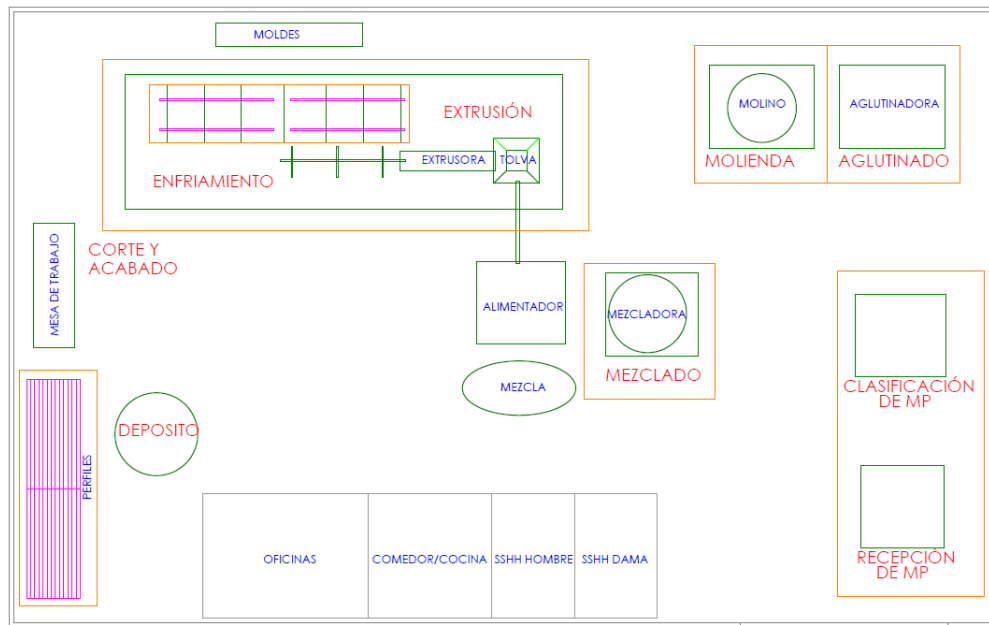 MOLDES
EXTRUSIÓN
EXTRUSORA
TOLVA
ENFRIAMIENTO
MOLINO
AGLUTINADORA
MOLIENDA
AGLUTINADO
CORTE Y
ACABADO
MESA DE TRABAJO
ALIMENTADOR
MEZCLADORA
MEZCLADO
MEZCLA
CLASIFICACIÓN
DE MP
DEPOSITO
PERFILES
RECEPCIÓN
DE MP
OFICINAS
COMEDOR/COCINA
SSHH HOMBRE
SSHH DAMA